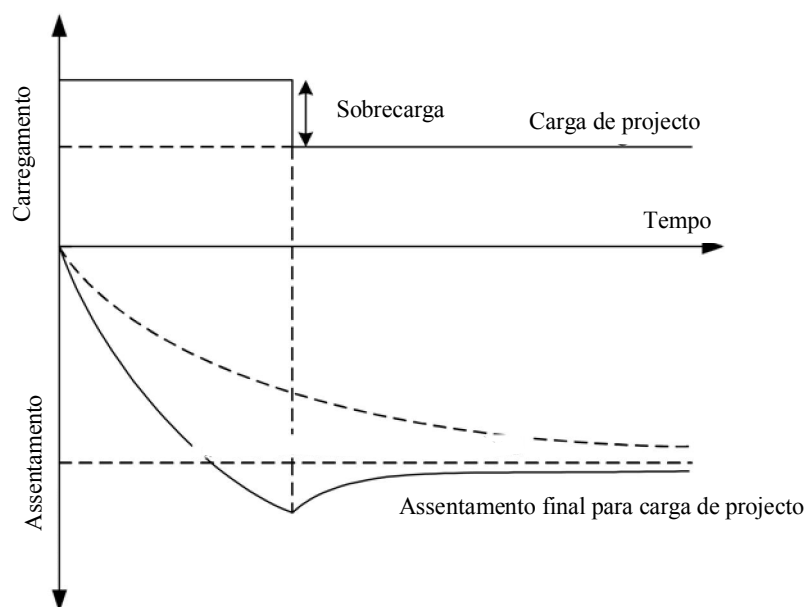 Carregamento
Sobrecarga
Carga de projecto
Tempo
Assentamento
Assentamento final para carga de projecto